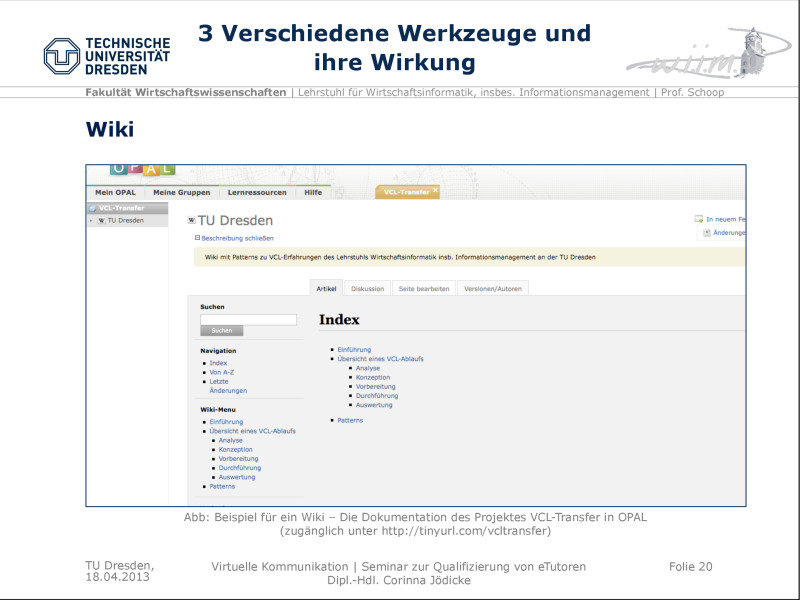 3 Verschiedene Werkzeuge und
ihre Wirkung
TECHNISCHE
UNIVERSITÄT
DRESDEN
w.i.i.m.
Fakultät Wirtschaftswissenschaften | Lehrstuhl für Wirtschaftsinformatik, insbes. Informationsmanagement | Prof. Schoop
Wiki
OPAL
Mein OPAL Meine Gruppen Lernressourcen Hilfe VCL-Transfer
VCL-Transfer
W TU Dresden
W TU Dresden
In neuem Fe
Beschreibung schließen
Änderunge
Wiki mit Patterns zu VCL-Erfahrungen des Lehrstuhls Wirtschaftsinformatik insb. Informationsmanagement an der TU Dresden
Artikel Diskussion Seite bearbeiten Versionen/Autoren
Suchen
Suchen
Navigation
Index
Von A-Z
Letzte
Änderungen
Wiki-Menu
Einführung
Übersicht eines VCL-Ablaufs
Analyse
Konzeption
Vorbereitung
Durchführung
Auswertung
Patterns
Index
Einführung
Übersicht eines VCL-Ablaufs
Analyse
Konzeption
Vorbereitung
Durchführung
Auswertung
Patterns
Abb: Beispiel für ein Wiki – Die Dokumentation des Projektes VCL-Transfer in OPAL
(zugänglich unter http://tinyurl.com/vcltransfer)
TU Dresden,
18.04.2013
Virtuelle Kommunikation | Seminar zur Qualifizierung von eTutoren
Dipl.-Hdl. Corinna Jödicke
Folie 20